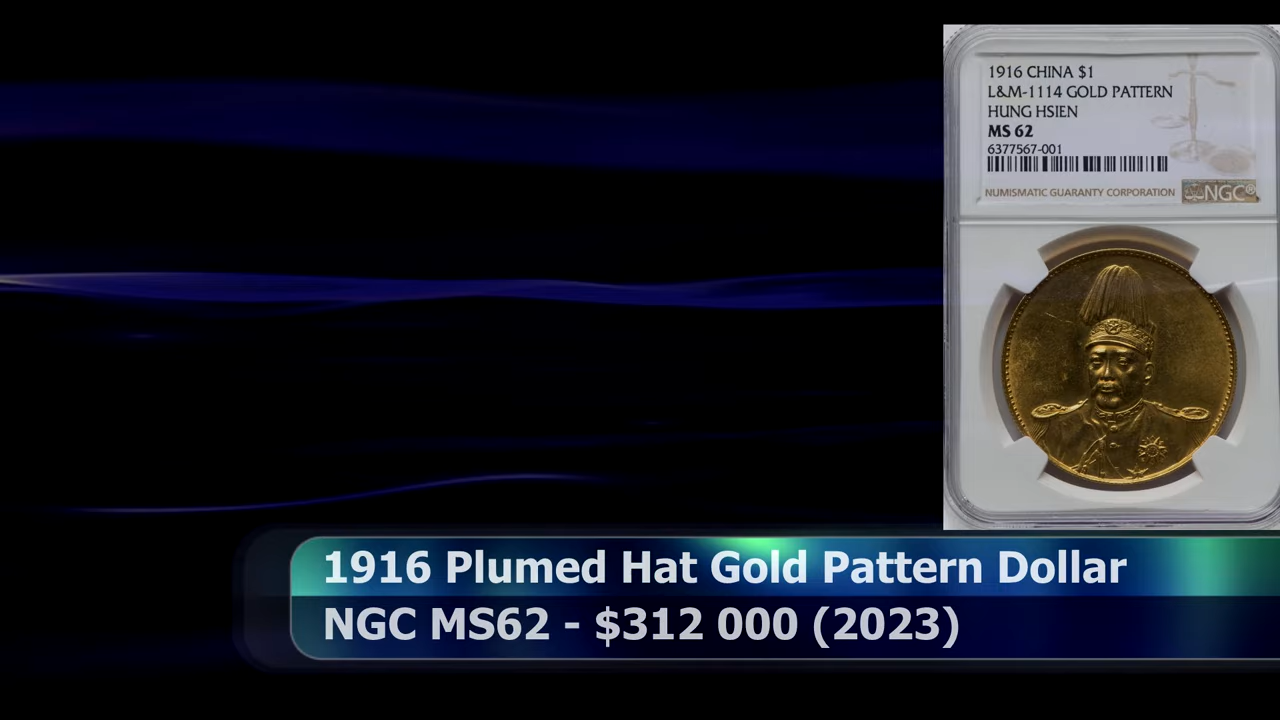 1916 CHINA $1
L&M-1114 GOLD PATTERN
HUNG HSIEN
MS 62
6377567-001
NUMISMATIC GUARANTY CORPORATION NGC®
1916 Plumed Hat Gold Pattern Dollar
NGC MS62 - $312 000 (2023)